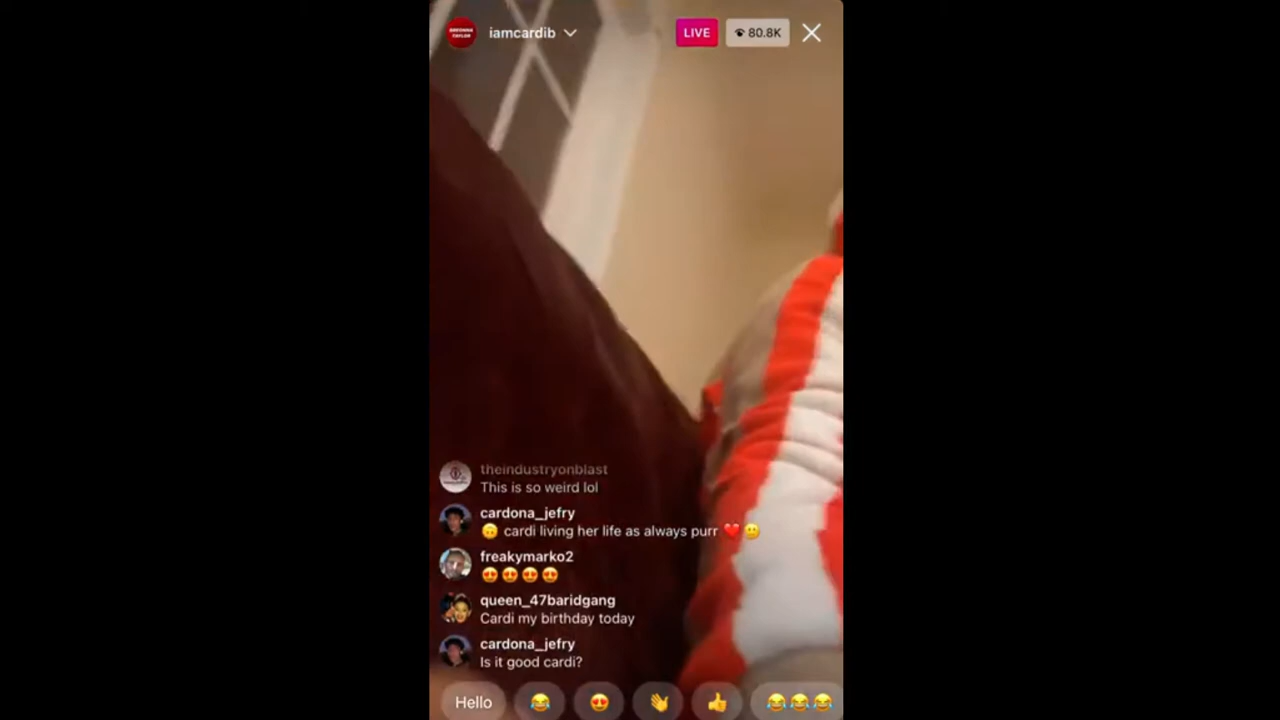 iamcardib
LIVE
80.8K
theindustryonblast
This is so weird lol
cardona_jefry
🙃 cardi living her life as always purr ❤️🙂
freakymarko2
😍😍😍😍
queen_47baridgang
Cardi my birthday today
cardona_jefry
Is it good cardi?
Hello 😂 😍 👋 👍 😂😂😂